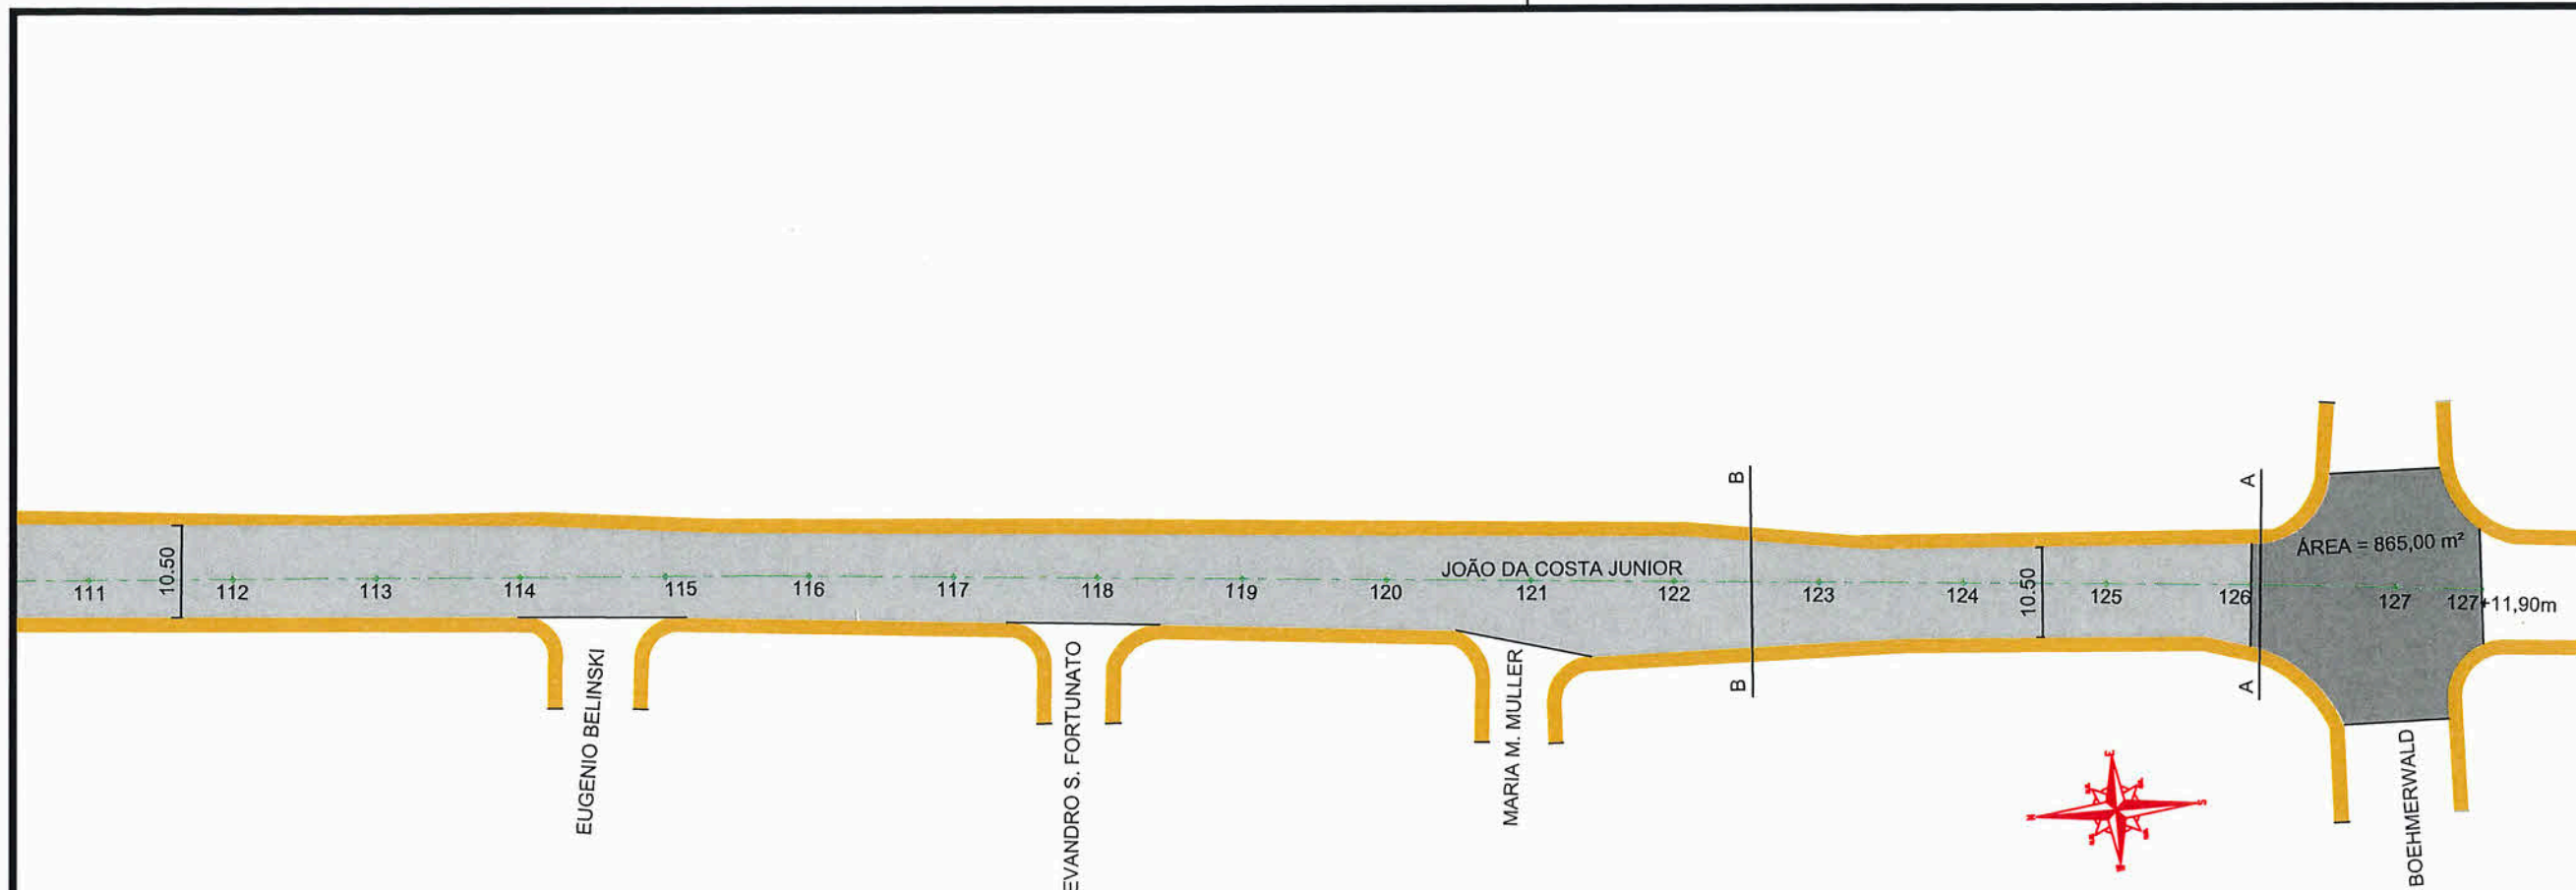 B
A
ÁREA = 865,00 m²
JOÃO DA COSTA JUNIOR
10.50
10.50
111
112
113
114
115
116
117
118
119
120
121
122
123
124
125
126
127
127+11,90m
B
A
EUGENIO BELINSKI
EVANDRO S. FORTUNATO
MARIA M. MULLER
BOEHMERWALD
E
S